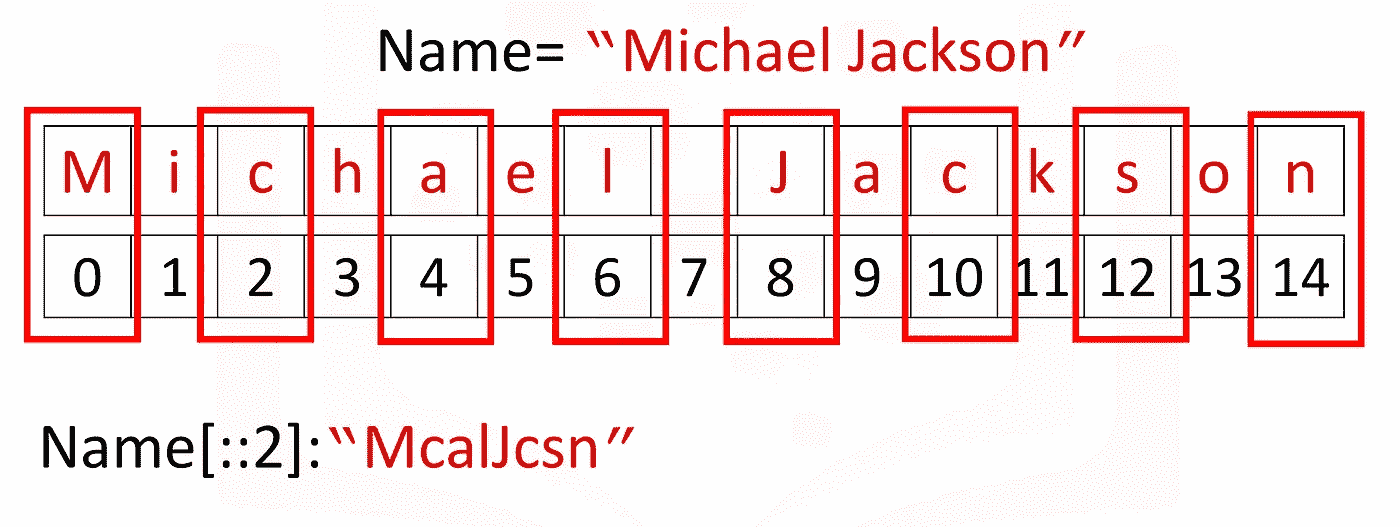 Name= "Michael Jackson"
M i c h a e l J a c k s o n
0 1 2 3 4 5 6 7 8 9 10 11 12 13 14
Name[::2]:"McalJcsn"